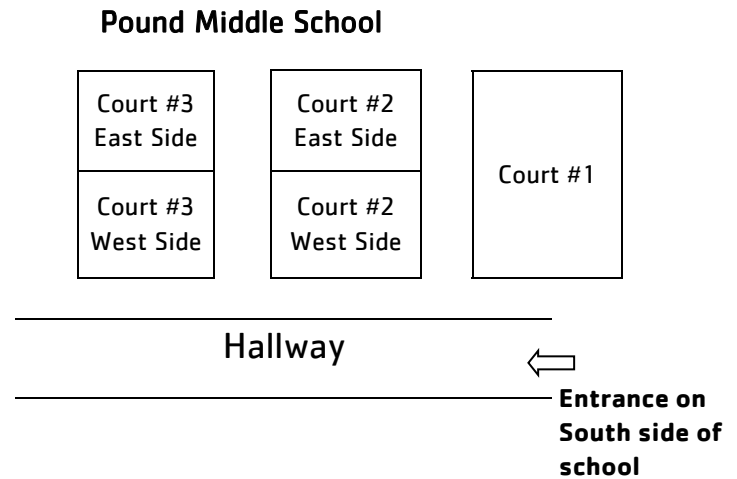 Pound Middle School
Court #3
East Side
Court #2
East Side
Court #1
Court #3
West Side
Court #2
West Side
Hallway
Entrance on
South side of
school